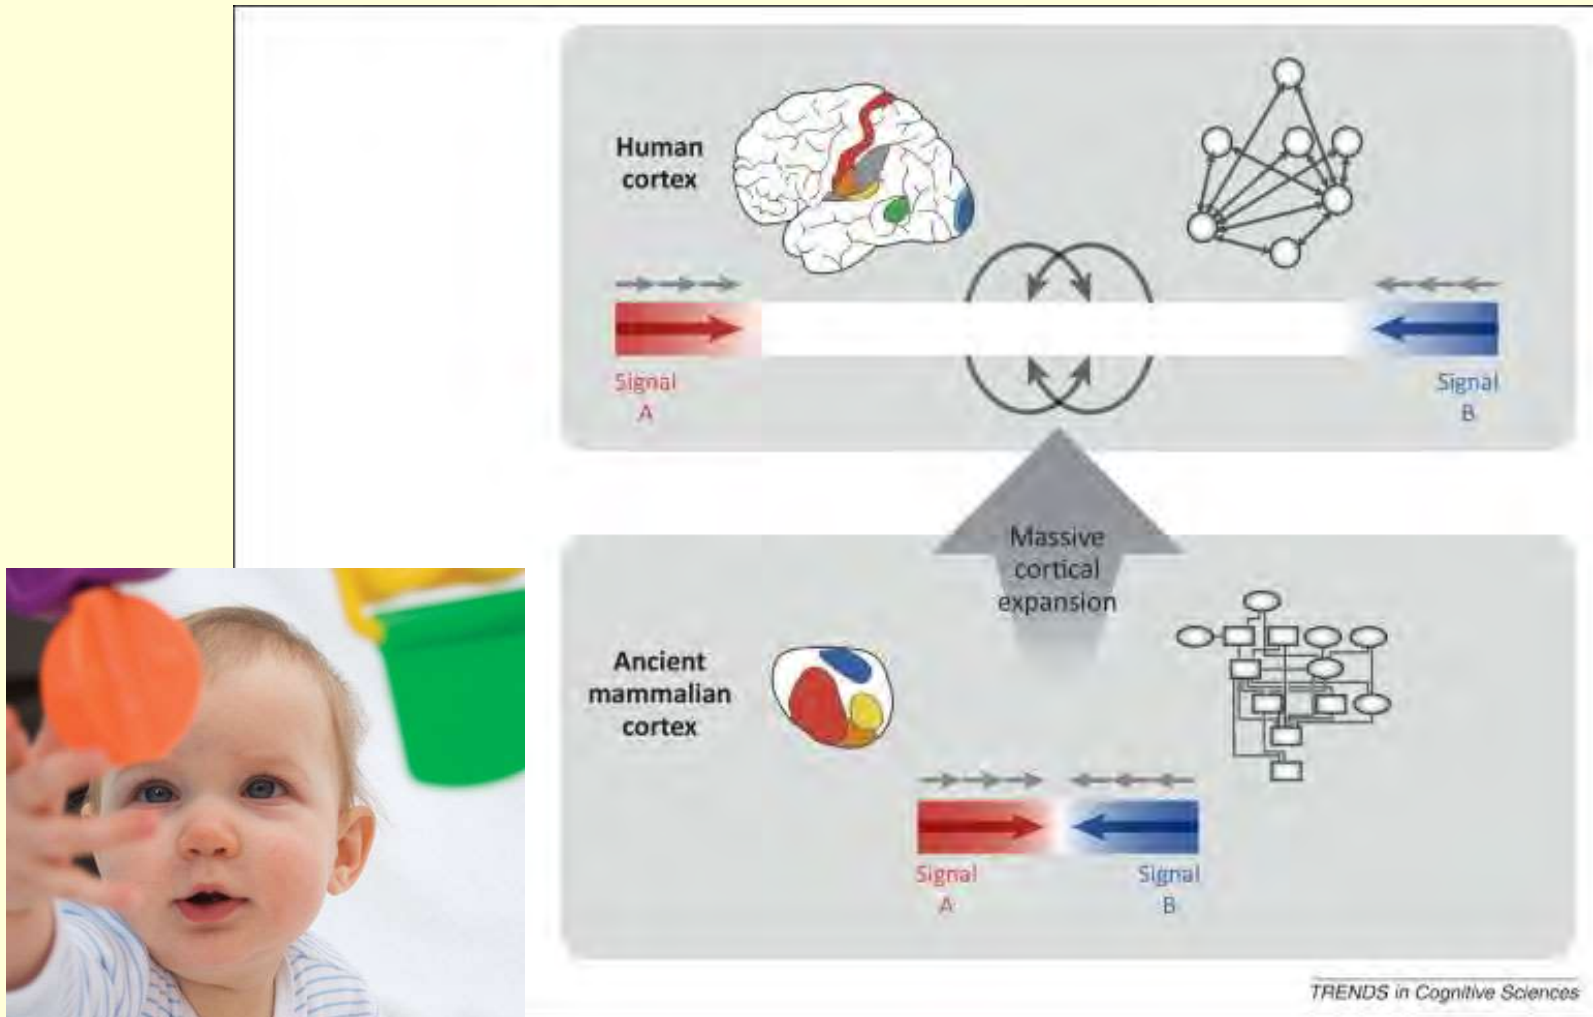 Human
cortex
Signal
A
Signal
B
Massive
cortical
expansion
Ancient
mammalian
cortex
Signal
A
Signal
B
TRENDS in Cognitive Sciences